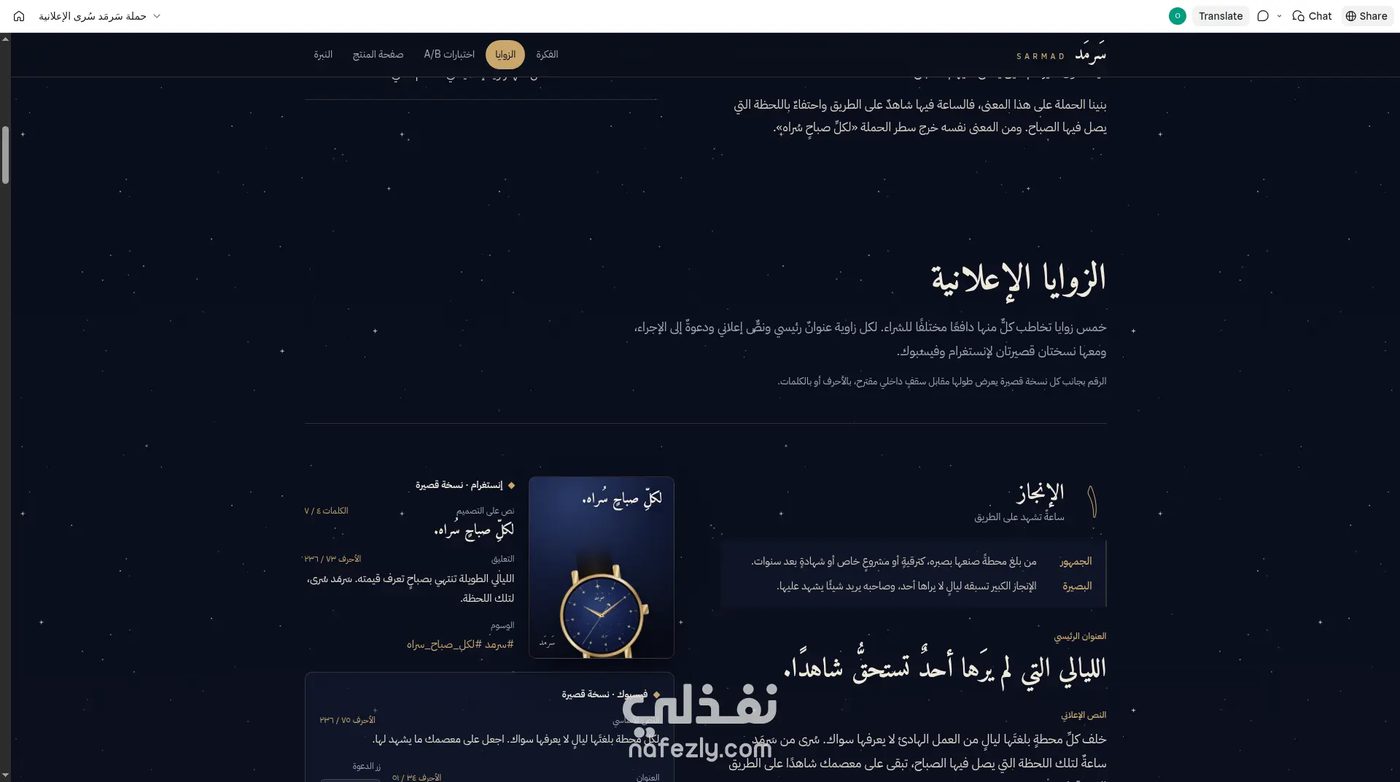 حملة سَرمَد سُرى الإعلانية
Translate
Chat
Share
سَرمَد SARMAD
الفكرة
الزوايا
اختبارات A/B
صفحة المنتج
النبرة
بنينا الحملة على هذا المعنى، فالساعة فيها شاهدٌ على الطريق واحتفاءٌ باللحظة التي
يصل فيها الصباح. ومن المعنى نفسه خرج سطر الحملة «لكلِّ صباحٍ سُراه».
الزوايا الإعلانية
خمس زوايا تخاطب كلٌّ منها دافعًا مختلفًا للشراء. لكل زاوية عنوانٌ رئيسي ونصٌّ إعلاني ودعوةٌ إلى الإجراء،
ومعها نسختان قصيرتان لإنستغرام وفيسبوك.
الرقم بجانب كل نسخة قصيرة يعرض طولها مقابل سقفٍ داخلي مقترح، بالأحرف أو بالكلمات.
١
الإنجاز
ساعةٌ تشهد على الطريق
الجمهور
من بلغ محطةً صنعها بصبره، كترقيةٍ أو مشروعٍ خاص أو شهادةٍ بعد سنوات.
البصيرة
الإنجاز الكبير تسبقه ليالٍ لا يراها أحد، وصاحبه يريد شيئًا يشهد عليها.
العنوان الرئيسي
الليالي التي لم يرَها أحدٌ تستحقُّ شاهدًا.
النص الإعلاني
خلف كلِّ محطةٍ بلغتَها ليالٍ من العمل الهادئ لا يعرفها سواك. سُرى من سَرمَد
ساعةٌ لتلك اللحظة التي يصل فيها الصباح، تبقى على معصمك شاهدًا على الطريق
لكلِّ صباحٍ سُراه.
سَرمَد
إنستغرام · نسخة قصيرة
نص على التصميم
الكلمات ٤ / ٧
لكلِّ صباحٍ سُراه.
التعليق
الأحرف ٧٣ / ٢٣٦
الليالي الطويلة تنتهي بصباحٍ تعرف قيمته. سَرمَد سُرى،
لتلك اللحظة.
الوسوم
#سرمد #لكل_صباح_سراه
فيسبوك · نسخة قصيرة
الأحرف ٧٥ / ٢٣٦
لكلِّ محطةٍ بلغتَها ليالٍ لا يعرفها سواك. اجعل على معصمك ما يشهد لها.
زر الدعوة
العنوان
الأحرف ٣٤ / ٥١
نفذلي
nafezly.com